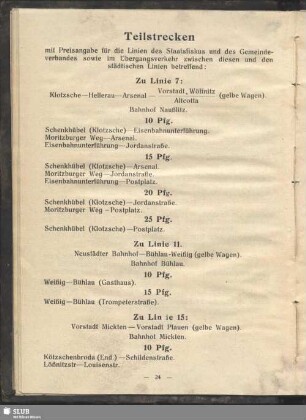 Teilstrecken
mit Preisangabe für die Linien des Staatsfiskus und des Gemeinde-
verbandes sowie im Übergangsverkehr zwischen diesen und den
städtischen Linien betreffend:
Zu Linie 7:
Klotzsche—Hellerau—Arsenal — Vorstadt Wölfnitz (gelbe Wagen).
Altcotta
Bahnhof Naußlitz.
10 Pfg.
Schenkhübel (Klotzsche)—Eisenbahnunterführung.
Moritzburger Weg—Arsenal.
Eisenbahnunterführung—Jordanstraße.
15 Pfg.
Schenkhübel (Klotzsche)—Arsenal.
Moritzburger Weg—Jordanstraße.
Eisenbahnunterführung—Postplatz.
20 Pfg.
Schenkhübel (Klotzsche)—Jordanstraße.
Moritzburger Weg—Postplatz.
25 Pfg.
Schenkhübel (Klotzsche)—Postplatz.
Zu Linie 11.
Neustädter Bahnhof—Bühlau-Weißig (gelbe Wagen).
Bahnhof Bühlau.
10 Pfg.
Weißig—Bühlau (Gasthaus).
15 Pfg.
Weißig—Bühlau (Trompeterstraße).
Zu Linie 15:
Vorstadt Mickten—Vorstadt Plauen (gelbe Wagen).
Bahnhof Mickten.
10 Pfg.
Kötzschenbroda (End.)—Schildenstraße.
Lößnitzstr.—Louisenstr.
— 24 —
SLUB